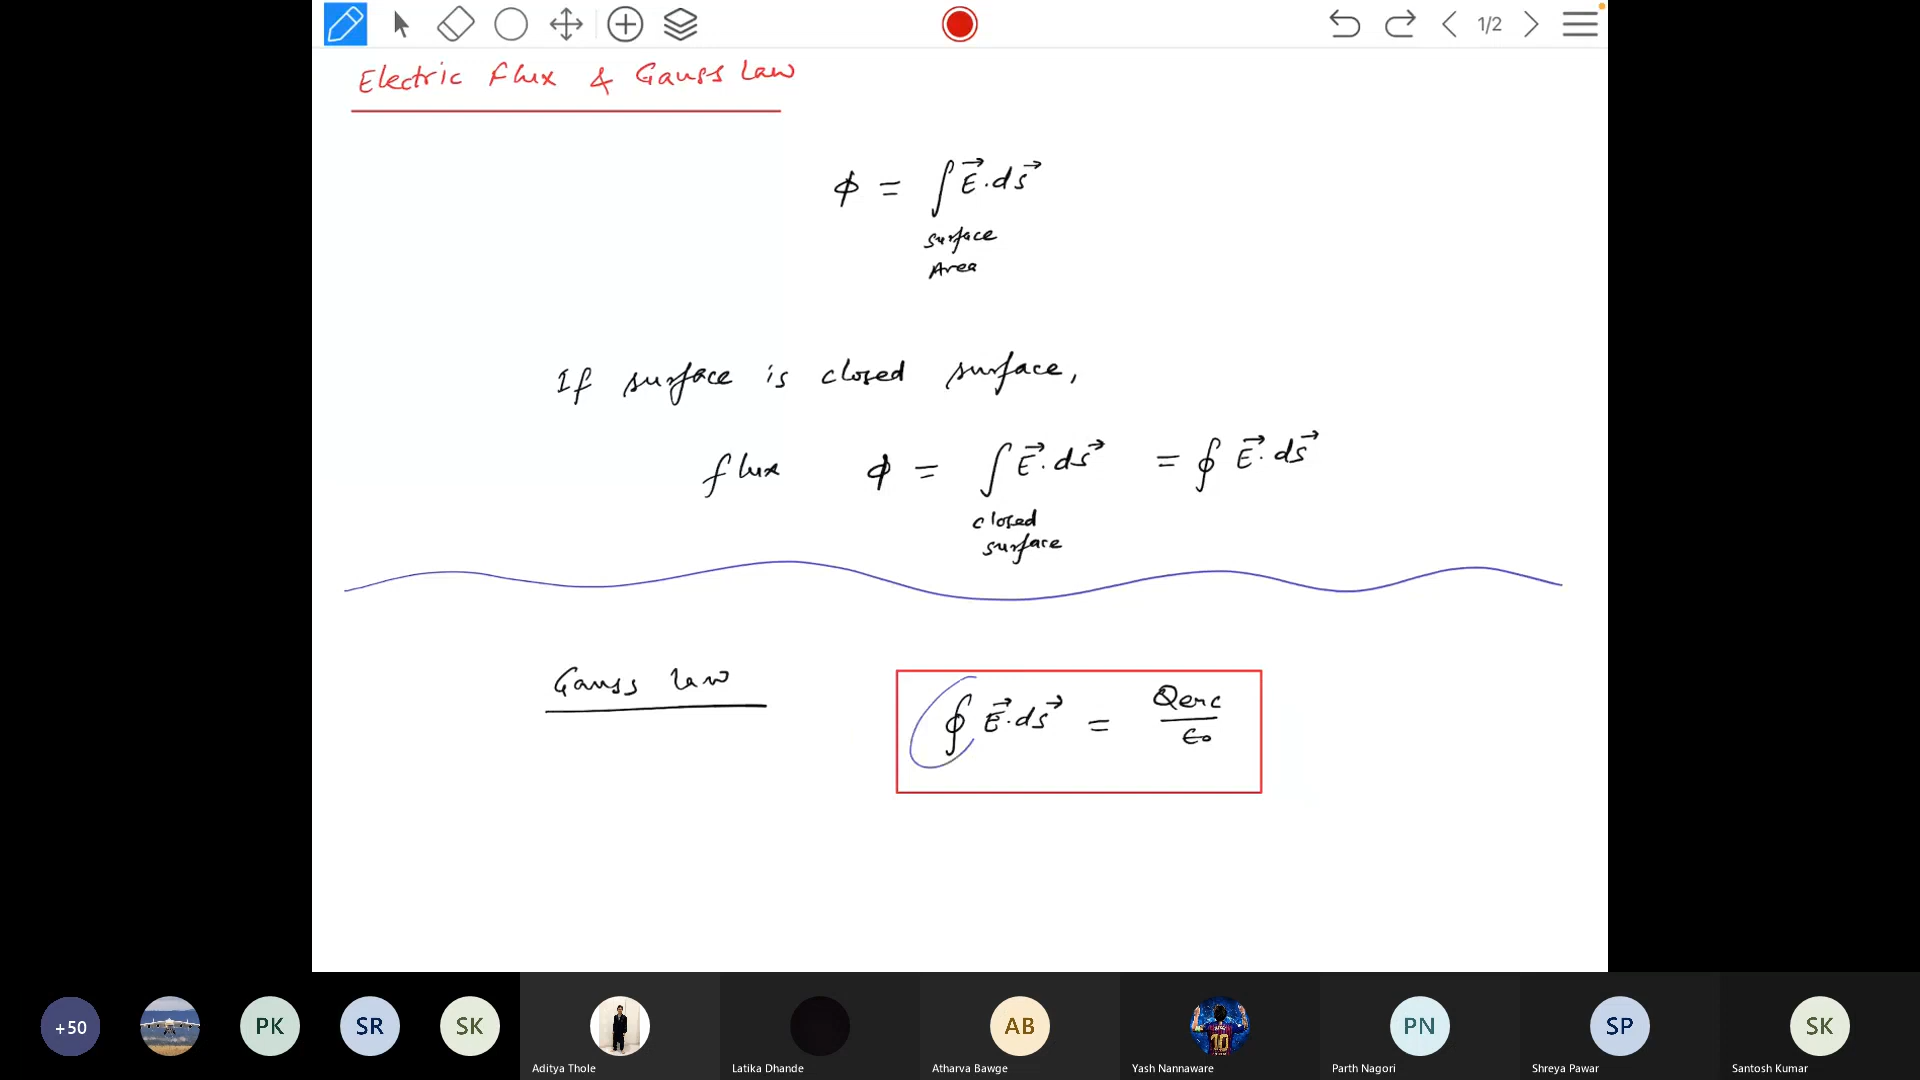 1/2
Electric Flux & Gauss Law
ϕ = ∫ E⃗ . ds⃗
surface
Area
If surface is closed surface,
flux ϕ = ∫ E⃗ . ds⃗ = ∮ E⃗ . ds⃗
closed
surface
Gauss Law
∮ E⃗ . ds⃗ = Qenc / ϵ₀
+50
PK
SR
SK
AB
10
PN
SP
SK
Aditya Thole
Latika Dhande
Atharva Bawge
Yash Nannaware
Parth Nagori
Shreya Pawar
Santosh Kumar